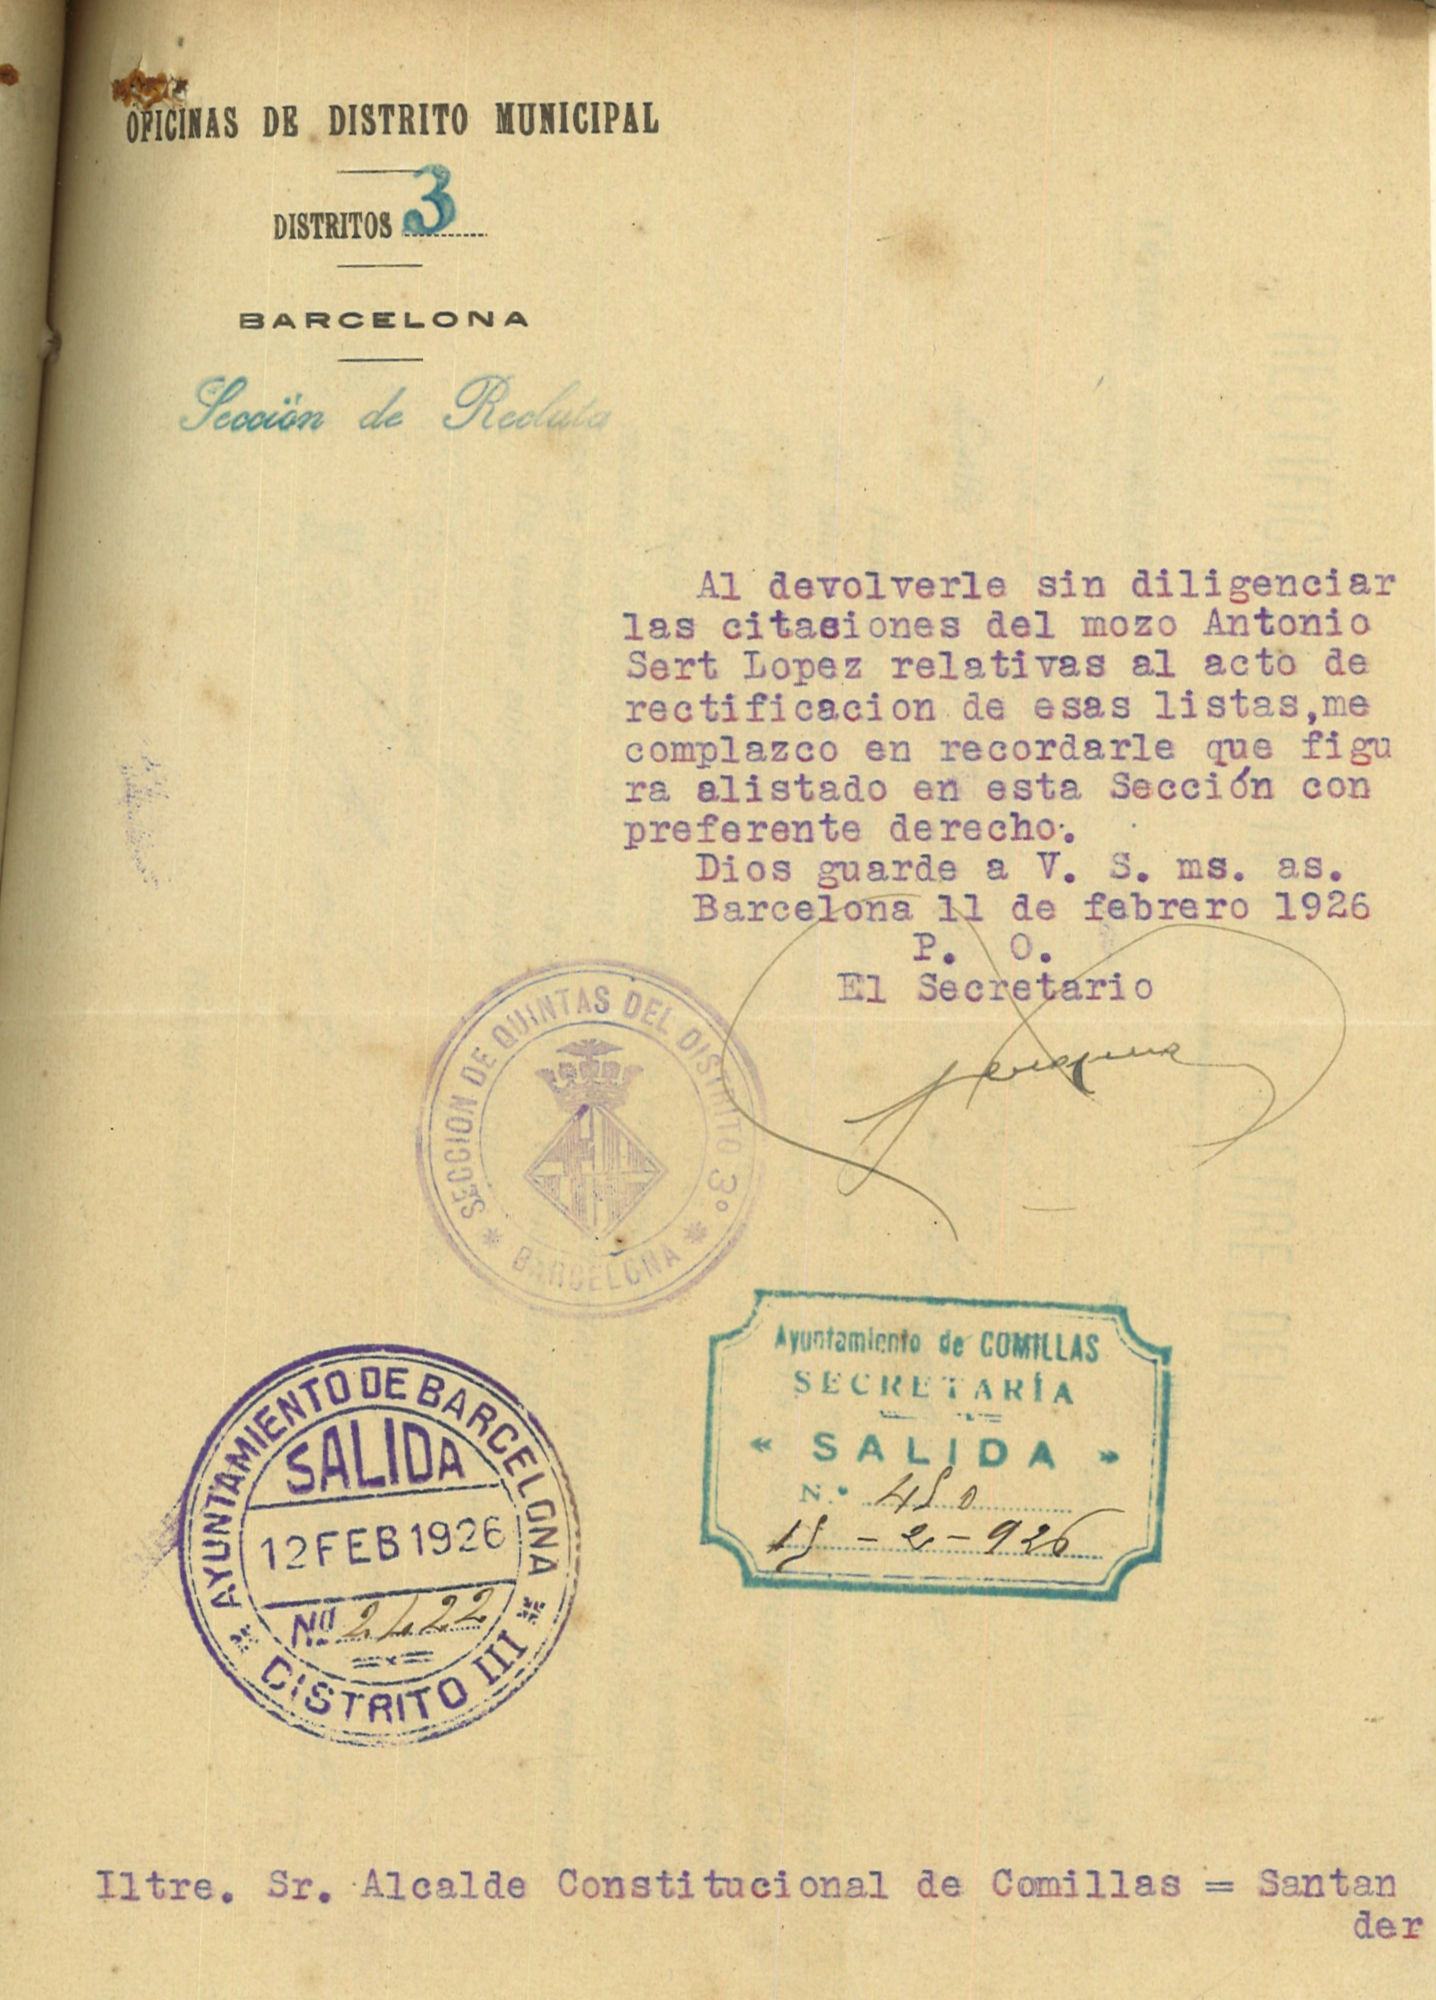 OFICINAS DE DISTRITO MUNICIPAL
DISTRITOS 3
BARCELONA
Sección de Recluta
Al devolverle sin diligenciar
las citaciones del mozo Antonio
Sert Lopez relativas al acto de
rectificacion de esas listas,me
complazco en recordarle que figu
ra alistado en esta Sección con
preferente derecho.
Dios guarde a V. S. ms. as.
Barcelona 11 de febrero 1926
P. O.
El Secretario
SECCION DE QUINTAS DEL DISTRITO 3º
BARCELONA
Ayuntamiento de COMILLAS
SECRETARÍA
« SALIDA »
N.º 450
15-2-926
AYUNTAMIENTO DE BARCELONA
SALIDA
12 FEB 1926
Nº 2422
DISTRITO III
Iltre. Sr. Alcalde Constitucional de Comillas = Santan
der